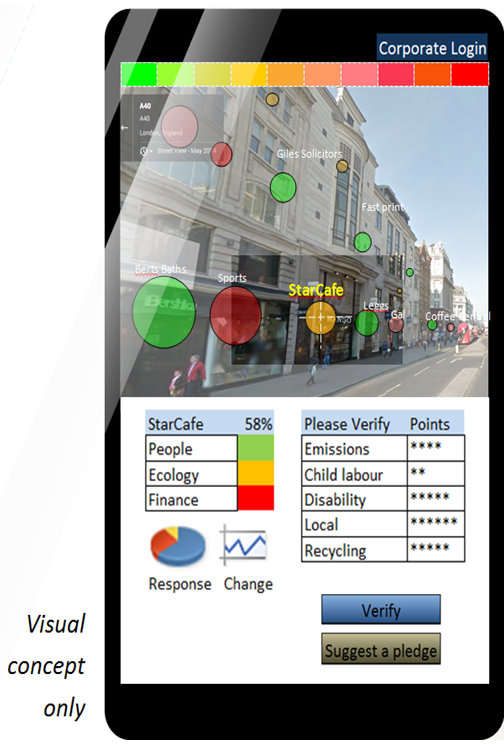 Corporate Login
A40
A40
London, England
Street View - May 2014
Giles Solicitors
Fast print
Berts Baths
Sports
StarCafe
Leggs
Bershka
Coffee
StarCafe 58%
People
Ecology
Finance
Response Change
Please Verify Points
Emissions ****
Child labour **
Disability *****
Local ******
Recycling *****
Verify
Suggest a pledge
Visual
concept
only